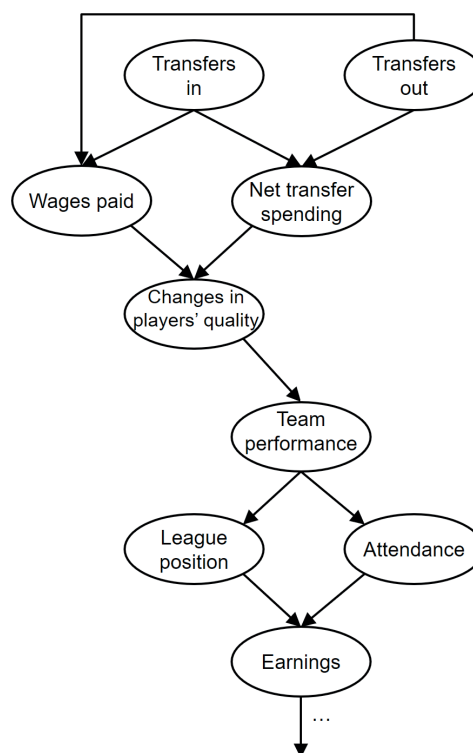 Transfers
in
Transfers
out
Wages paid
Net transfer
spending
Changes in
players’ quality
Team
performance
League
position
Attendance
Earnings
...